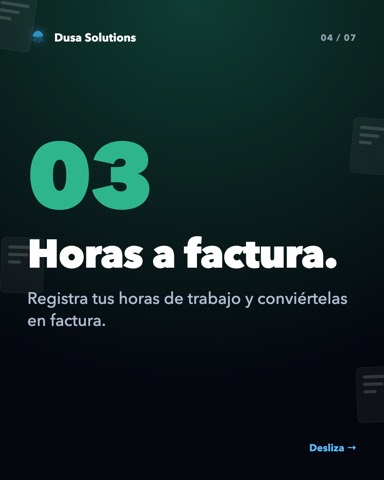 Dusa Solutions
04 / 07
03
Horas a factura.
Registra tus horas de trabajo y conviértelas
en factura.
Desliza →